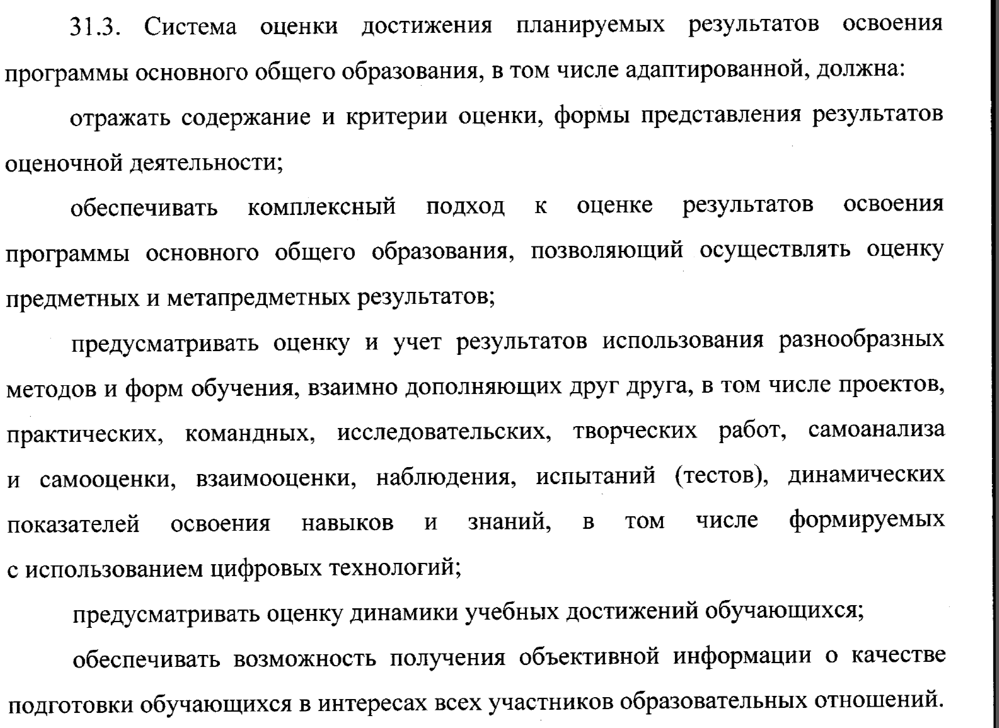 31.3. Система оценки достижения планируемых результатов освоения
программы основного общего образования, в том числе адаптированной, должна:
отражать содержание и критерии оценки, формы представления результатов
оценочной деятельности;
обеспечивать комплексный подход к оценке результатов освоения
программы основного общего образования, позволяющий осуществлять оценку
предметных и метапредметных результатов;
предусматривать оценку и учет результатов использования разнообразных
методов и форм обучения, взаимно дополняющих друг друга, в том числе проектов,
практических, командных, исследовательских, творческих работ, самоанализа
и самооценки, взаимооценки, наблюдения, испытаний (тестов), динамических
показателей освоения навыков и знаний, в том числе формируемых
с использованием цифровых технологий;
предусматривать оценку динамики учебных достижений обучающихся;
обеспечивать возможность получения объективной информации о качестве
подготовки обучающихся в интересах всех участников образовательных отношений.